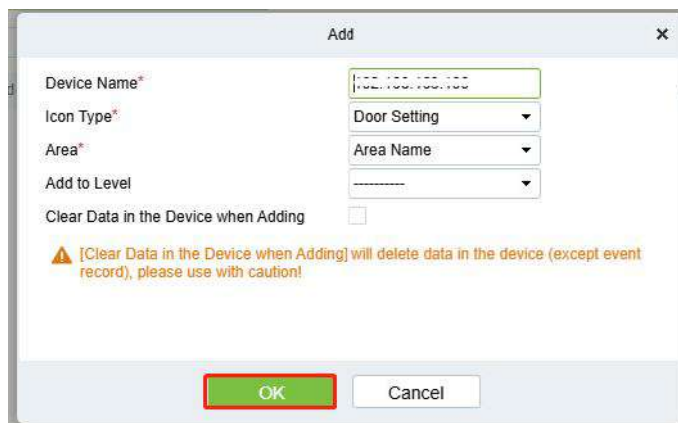 Add ×
Device Name*
Icon Type* Door Setting
Area* Area Name
Add to Level ----------
Clear Data in the Device when Adding
[Clear Data in the Device when Adding] will delete data in the device (except event
record), please use with caution!
OK Cancel